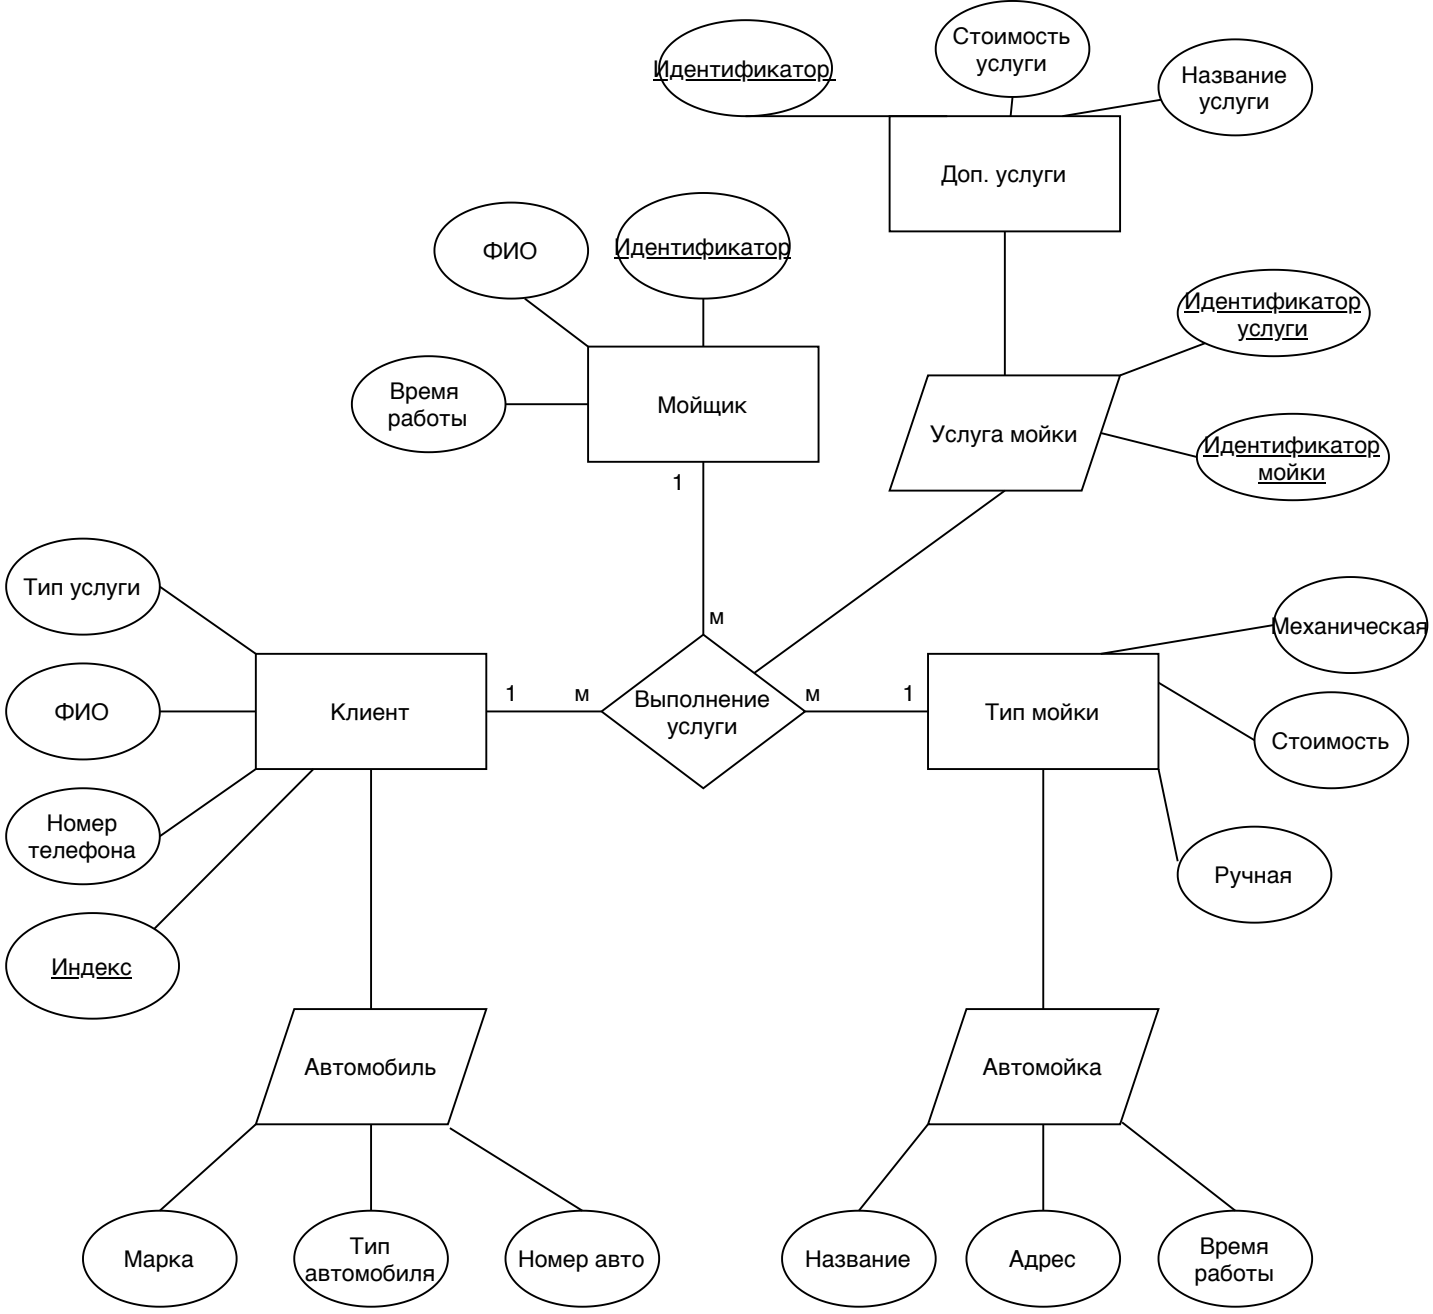 Идентификатор
Стоимость
услуги
Название
услуги
Доп. услуги
ФИО
Идентификатор
Идентификатор
услуги
Время
работы
Мойщик
Услуга мойки
Идентификатор
мойки
1
м
Тип услуги
Механическая
ФИО
Клиент
1
м
Выполнение
услуги
м
1
Тип мойки
Стоимость
Номер
телефона
Ручная
Индекс
Автомобиль
Автомойка
Марка
Тип
автомобиля
Номер авто
Название
Адрес
Время
работы